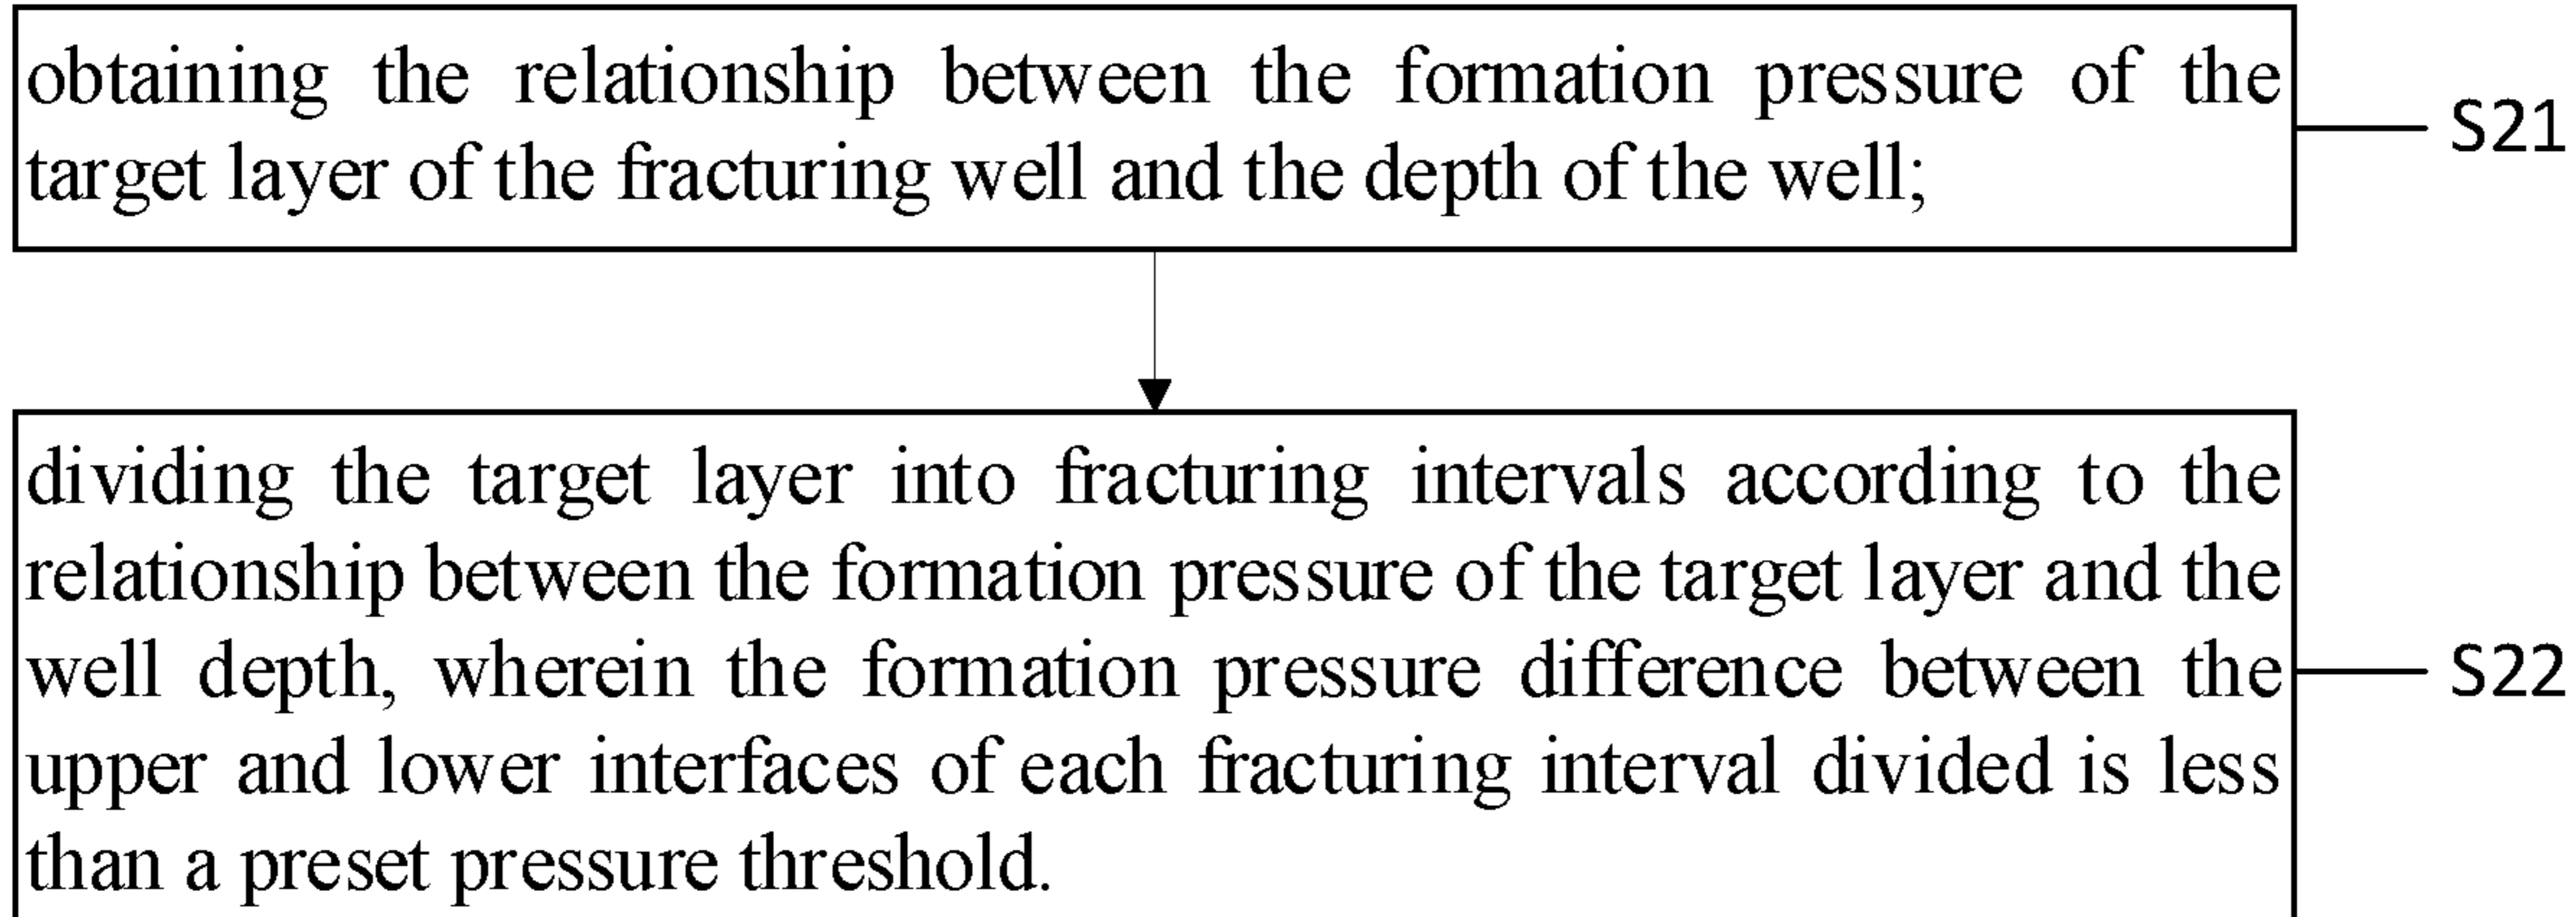 obtaining the relationship between the formation pressure of the
target layer of the fracturing well and the depth of the well;
S21
dividing the target layer into fracturing intervals according to the
relationship between the formation pressure of the target layer and the
well depth, wherein the formation pressure difference between the
upper and lower interfaces of each fracturing interval divided is less
than a preset pressure threshold.
S22